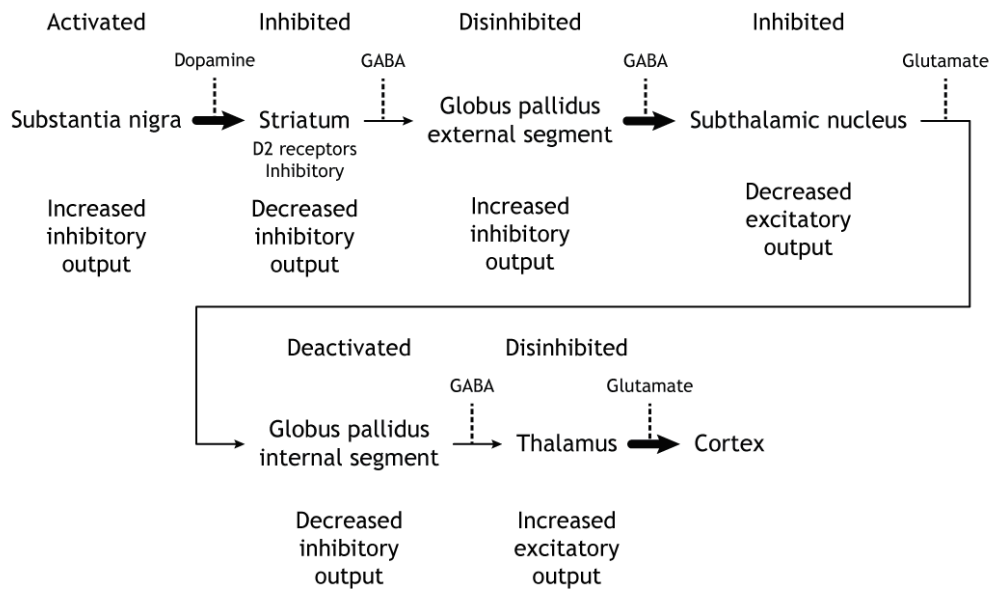 Activated
Inhibited
Disinhibited
Inhibited
Dopamine
GABA
GABA
Glutamate
Substantia nigra
Striatum
D2 receptors
Inhibitory
Globus pallidus
external segment
Subthalamic nucleus
Increased
inhibitory
output
Decreased
inhibitory
output
Increased
inhibitory
output
Decreased
excitatory
output
Deactivated
Disinhibited
GABA
Glutamate
Globus pallidus
internal segment
Thalamus
Cortex
Decreased
inhibitory
output
Increased
excitatory
output